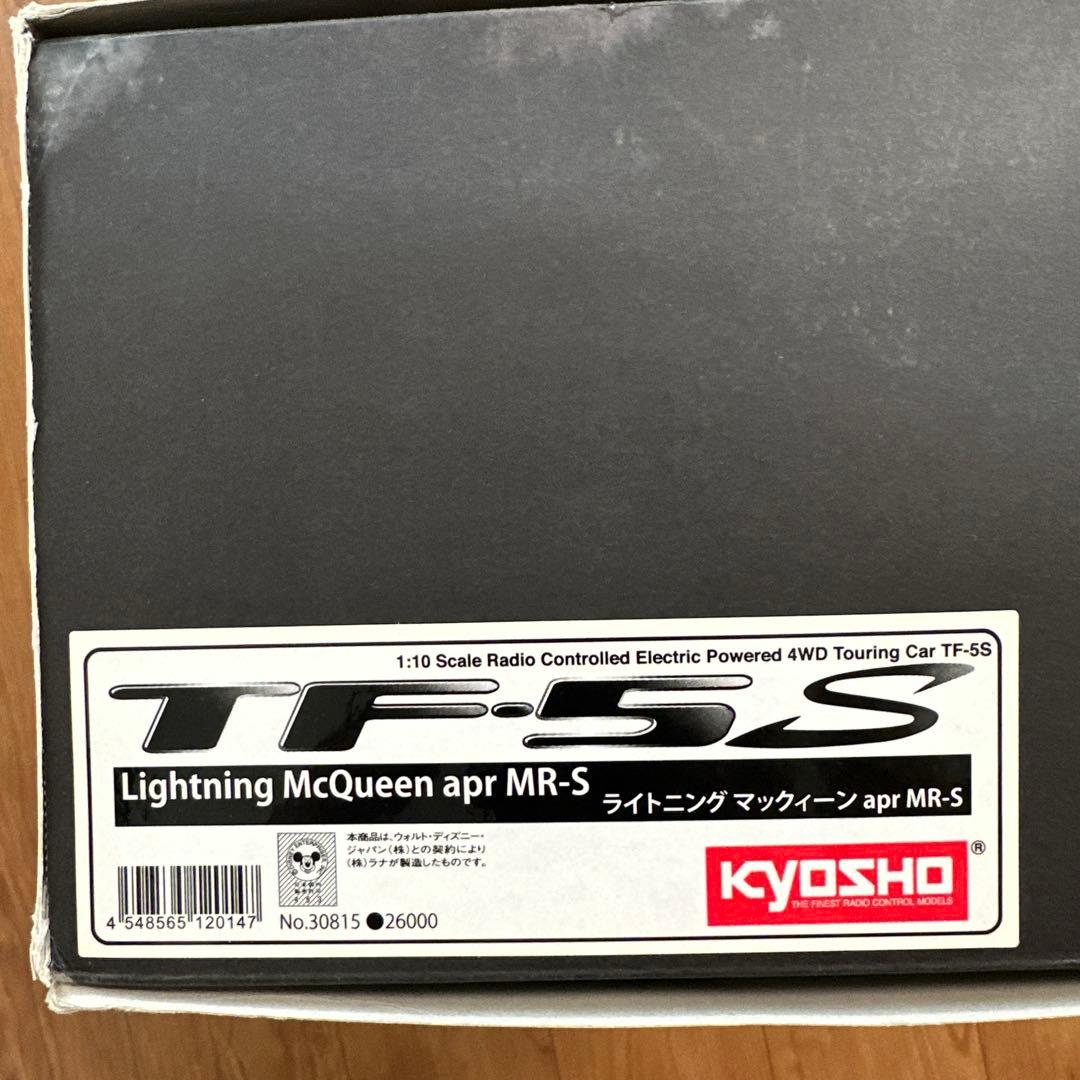 1:10 Scale Radio Controlled Electric Powered 4WD Touring Car TF-5S
TF-5S
Lightning McQueen apr MR-S
ライトニング マックィーン apr MR-S
本商品は、ウォルト・ディズニー・
ジャパン(株)との契約により
(株)ラナが製造したものです。
4 548565 120147
No.30815 ●26000
KYOSHO ®
THE FINEST RADIO CONTROL MODELS